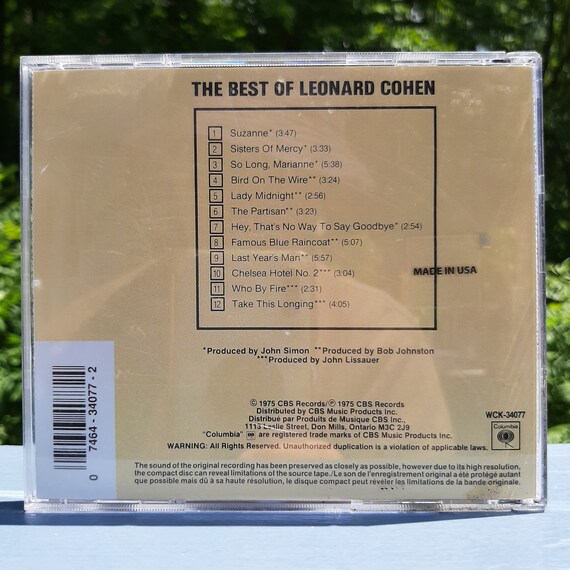 THE BEST OF LEONARD COHEN
1 Suzanne* (3:47)
2 Sisters Of Mercy* (3:33)
3 So Long, Marianne* (5:38)
4 Bird On The Wire** (3:24)
5 Lady Midnight** (2:56)
6 The Partisan** (3:23)
7 Hey, That's No Way To Say Goodbye* (2:54)
8 Famous Blue Raincoat** (5:07)
9 Last Year's Man** (5:57)
10 Chelsea Hotel No. 2*** (3:04)
11 Who By Fire*** (2:31)
12 Take This Longing*** (4:05)
MADE IN USA
*Produced by John Simon **Produced by Bob Johnston
***Produced by John Lissauer
© 1975 CBS Records/℗ 1975 CBS Records
Distributed by CBS Music Products Inc.
Distribué par Produits de Musique CBS Inc.,
1113 Leslie Street, Don Mills, Ontario M3C 2J9
"Columbia" are registered trade marks of CBS Music Products Inc.
WARNING: All Rights Reserved. Unauthorized duplication is a violation of applicable laws.
WCK-34077
Columbia
0 7464-34077-2
The sound of the original recording has been preserved as closely as possible, however due to its high resolution,
the compact disc can reveal limitations of the source tape./Le son de l'enregistrement original a été protégé autant
que possible mais dû à sa haute résolution, le disque compact peut révéler les limitations de la bande originale.